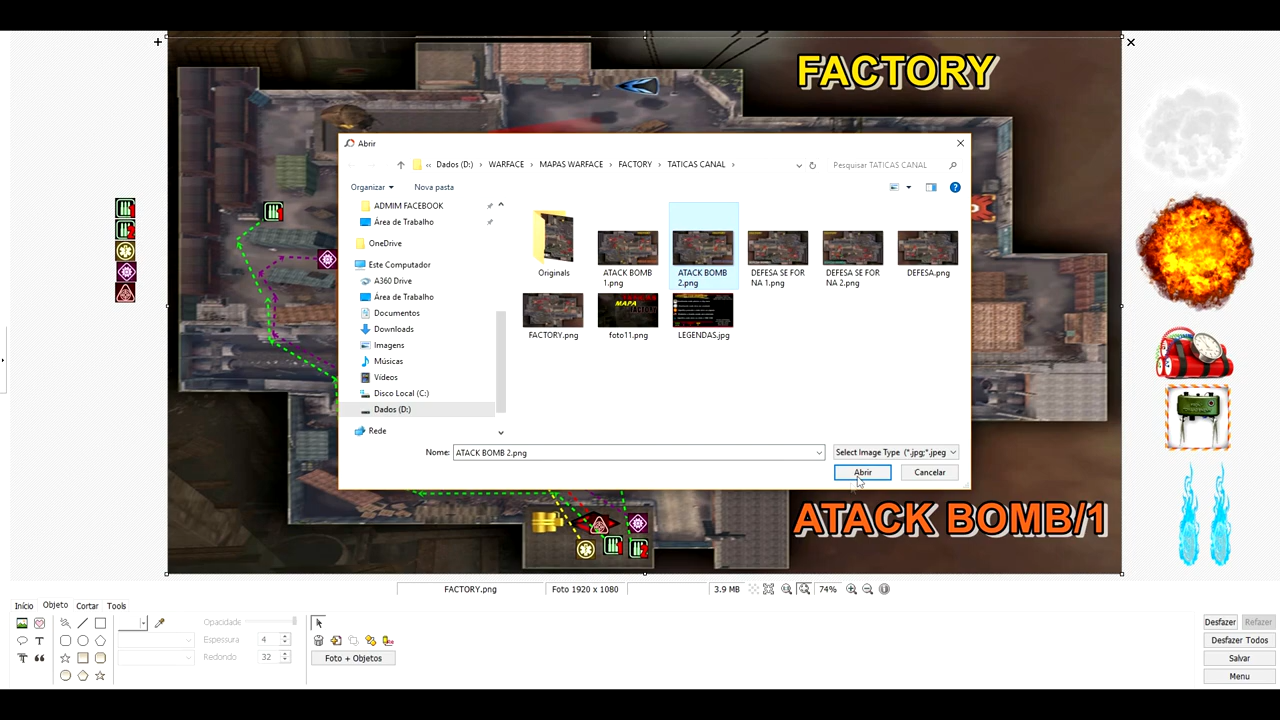 FACTORY
Abrir
Dados (D:) › WARFACE › MAPAS WARFACE › FACTORY › TATICAS CANAL ›
Pesquisar TATICAS CANAL
Organizar
Nova pasta
ADMIM FACEBOOK
Área de Trabalho
OneDrive
Este Computador
A360 Drive
Área de Trabalho
Documentos
Downloads
Imagens
Músicas
Vídeos
Disco Local (C:)
Dados (D:)
Rede
Originals
ATACK BOMB
1.png
ATACK BOMB
2.png
DEFESA SE FOR
NA 1.png
DEFESA SE FOR
NA 2.png
DEFESA.png
FACTORY.png
foto11.png
LEGENDAS.jpg
Nome:
ATACK BOMB 2.png
Select Image Type (*.jpg;*.jpeg
Abrir
Cancelar
ATACK BOMB/1
FACTORY.png
Foto 1920 x 1080
3.9 MB
74%
Início
Objeto
Cortar
Tools
Opacidade
Espessura
4
Redondo
32
Foto + Objetos
Desfazer
Refazer
Desfazer Todos
Salvar
Menu